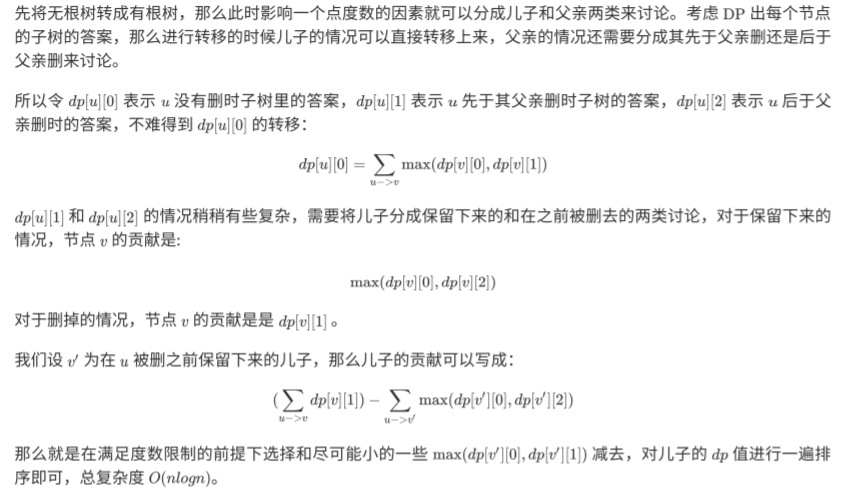 先将无根树转成有根树，那么此时影响一个点度数的因素就可以分成儿子和父亲两类来讨论。考虑 DP 出每个节点
的子树的答案，那么进行转移的时候儿子的情况可以直接转移上来，父亲的情况还需要分成其先于父亲删还是后于
父亲删来讨论。
所以令 dp[u][0] 表示 u 没有删时子树里的答案，dp[u][1] 表示 u 先于其父亲删时子树的答案，dp[u][2] 表示 u 后于父
亲删时的答案，不难得到 dp[u][0] 的转移：
dp[u][0] = ∑_{u->v} max(dp[v][0], dp[v][1])
dp[u][1] 和 dp[u][2] 的情况稍稍有些复杂，需要将儿子分成保留下来的和在之前被删去的两类讨论，对于保留下来的
情况，节点 v 的贡献是:
max(dp[v][0], dp[v][2])
对于删掉的情况，节点 v 的贡献是是 dp[v][1] 。
我们设 v′ 为在 u 被删之前保留下来的儿子，那么儿子的贡献可以写成：
(∑_{u->v} dp[v][1]) − ∑_{u->v′} max(dp[v′][0], dp[v′][2])
那么就是在满足度数限制的前提下选择和尽可能小的一些 max(dp[v′][0], dp[v′][1]) 减去，对儿子的 dp 值进行一遍排
序即可，总复杂度 O(nlogn)。